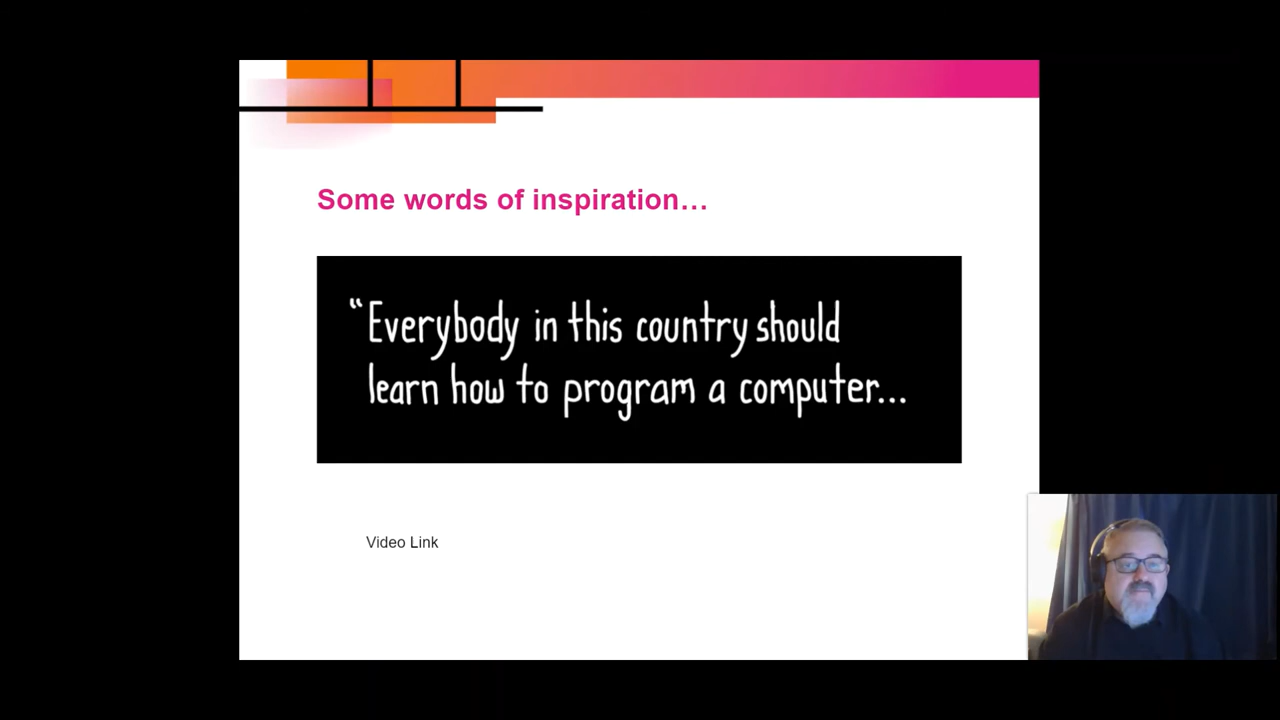 Some words of inspiration…
“Everybody in this country should
learn how to program a computer...
Video Link